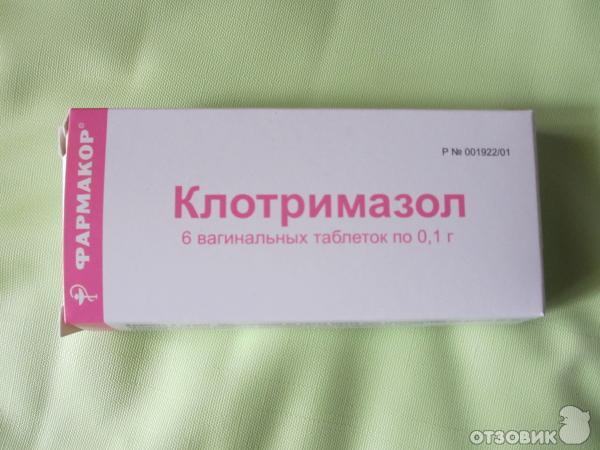 ФАРМАКОР®
Р № 001922/01
Клотримазол
6 вагинальных таблеток по 0,1 г
ОТЗОВИК